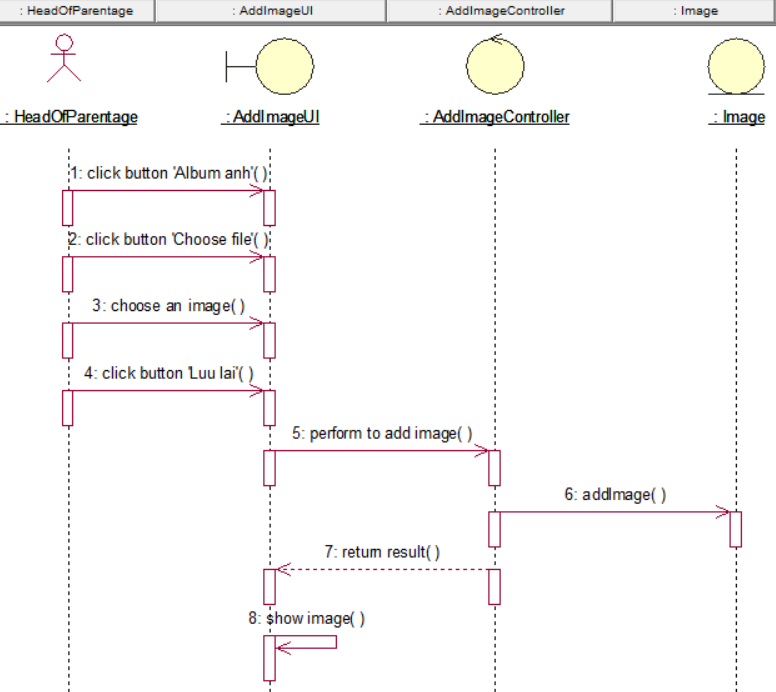 : HeadOfParentage
: AddImageUI
: AddImageController
: Image
: HeadOfParentage
: AddImageUI
: AddImageController
: Image
1: click button 'Album anh'( )
2: click button 'Choose file'( )
3: choose an image( )
4: click button 'Luu lai'( )
5: perform to add image( )
6: addImage( )
7: return result( )
8: show image( )